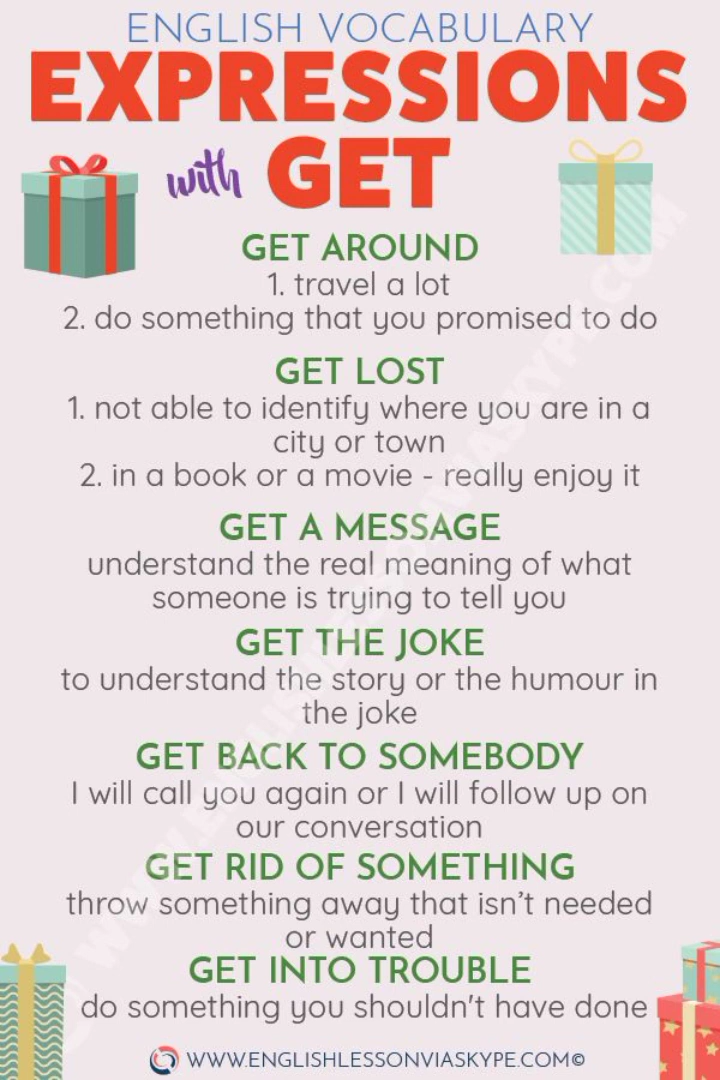 ENGLISH VOCABULARY
EXPRESSIONS
with GET
GET AROUND
1. travel a lot
2. do something that you promised to do
GET LOST
1. not able to identify where you are in a
city or town
2. in a book or a movie - really enjoy it
GET A MESSAGE
understand the real meaning of what
someone is trying to tell you
GET THE JOKE
to understand the story or the humour in
the joke
GET BACK TO SOMEBODY
I will call you again or I will follow up on
our conversation
GET RID OF SOMETHING
throw something away that isn't needed
or wanted
GET INTO TROUBLE
do something you shouldn't have done
WWW.ENGLISHLESSONVIASKYPE.COM©
© WWW.ENGLISHLESSONVIASKYPE.COM